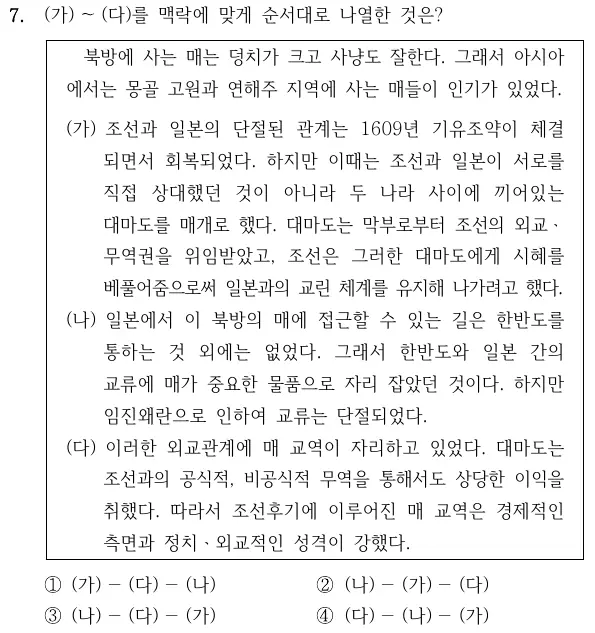 7. (가) ~ (다)를 맥락에 맞게 순서대로 나열한 것은?
북방에 사는 매는 덩치가 크고 사냥도 잘한다. 그래서 아시아
에서는 몽골 고원과 연해주 지역에 사는 매들이 인기가 있었다.
(가) 조선과 일본의 단절된 관계는 1609년 기유조약이 체결
되면서 회복되었다. 하지만 이때는 조선과 일본이 서로를
직접 상대했던 것이 아니라 두 나라 사이에 끼어있는
대마도를 매개로 했다. 대마도는 막부로부터 조선의 외교、
무역권을 위임받았고, 조선은 그러한 대마도에게 시혜를
베풀어줌으로써 일본과의 교린 체계를 유지해 나가려고 했다.
(나) 일본에서 이 북방의 매에 접근할 수 있는 길은 한반도를
통하는 것 외에는 없었다. 그래서 한반도와 일본 간의
교류에 매가 중요한 물품으로 자리 잡았던 것이다. 하지만
임진왜란으로 인하여 교류는 단절되었다.
(다) 이러한 외교관계에 매 교역이 자리하고 있었다. 대마도는
조선과의 공식적, 비공식적 무역을 통해서도 상당한 이익을
취했다. 따라서 조선후기에 이루어진 매 교역은 경제적인
측면과 정치、외교적인 성격이 강했다.
① (가) - (다) - (나) ② (나) - (가) - (다)
③ (나) - (다) - (가) ④ (다) - (나) - (가)